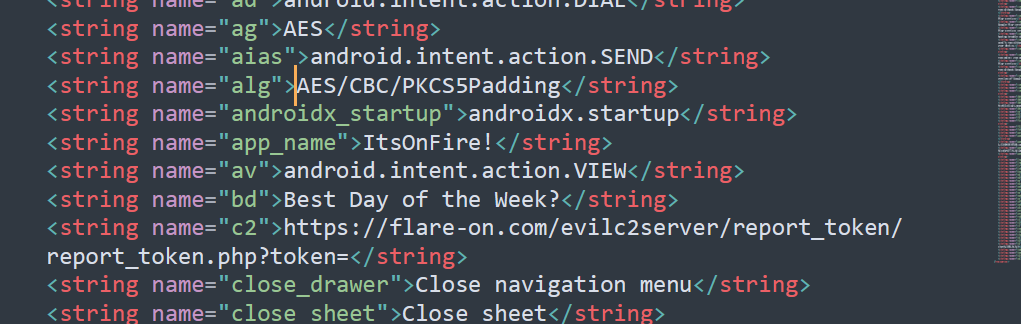 <string name="ad">android.intent.action.DIAL</string>
<string name="ag">AES</string>
<string name="aias">android.intent.action.SEND</string>
<string name="alg">AES/CBC/PKCS5Padding</string>
<string name="androidx_startup">androidx.startup</string>
<string name="app_name">ItsOnFire!</string>
<string name="av">android.intent.action.VIEW</string>
<string name="bd">Best Day of the Week?</string>
<string name="c2">https://flare-on.com/evilc2server/report_token/
report_token.php?token=</string>
<string name="close_drawer">Close navigation menu</string>
<string name="close_sheet">Close sheet</string>